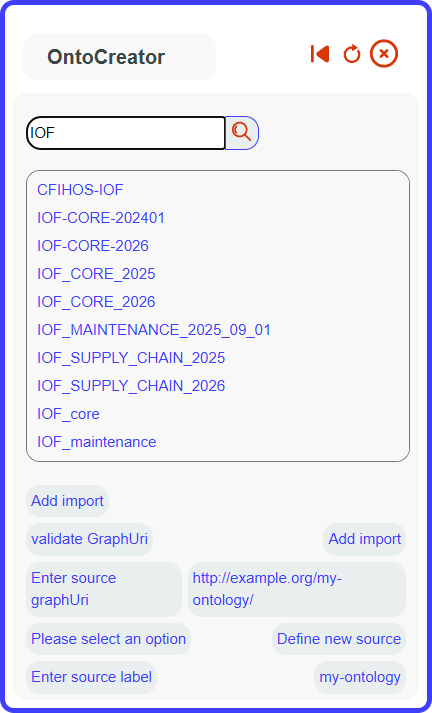 OntoCreator
IOF
CFIHOS-IOF
IOF-CORE-202401
IOF-CORE-2026
IOF_CORE_2025
IOF_CORE_2026
IOF_MAINTENANCE_2025_09_01
IOF_SUPPLY_CHAIN_2025
IOF_SUPPLY_CHAIN_2026
IOF_core
IOF_maintenance
Add import
validate GraphUri
Add import
Enter source
graphUri
http://example.org/my-
ontology/
Please select an option
Define new source
Enter source label
my-ontology